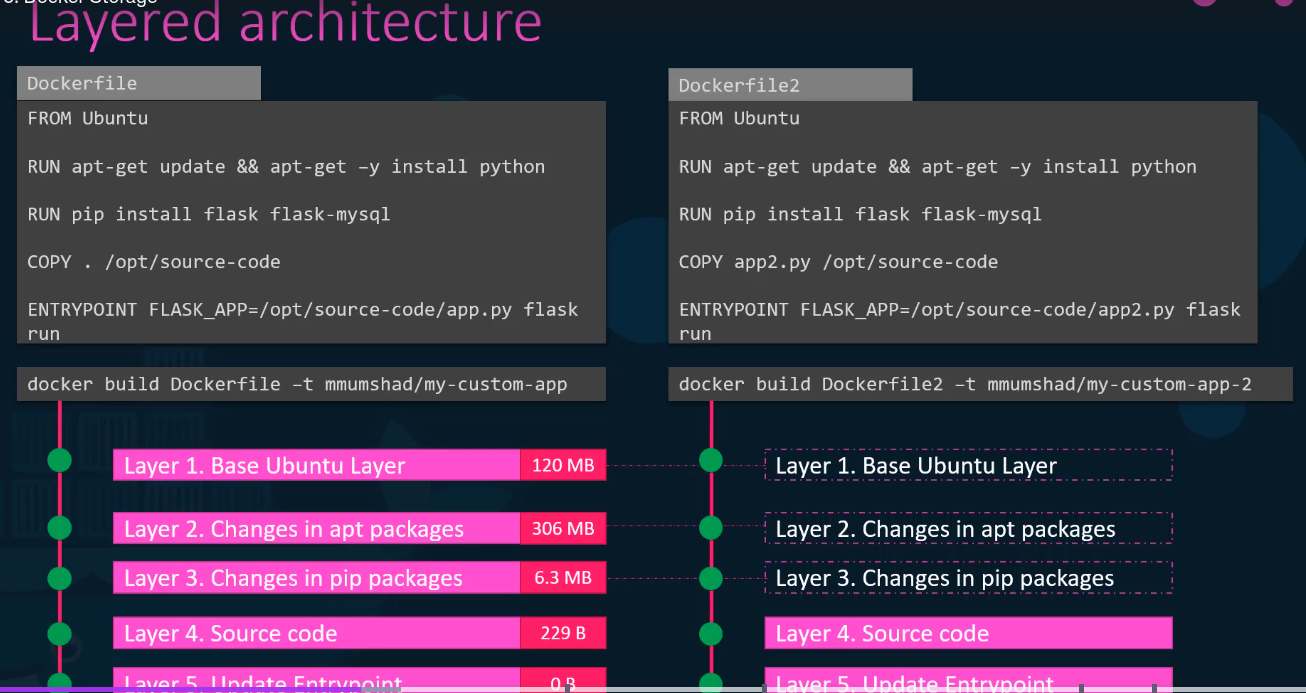 Layered architecture
Dockerfile
FROM Ubuntu
RUN apt-get update && apt-get –y install python
RUN pip install flask flask-mysql
COPY . /opt/source-code
ENTRYPOINT FLASK_APP=/opt/source-code/app.py flask
run
docker build Dockerfile –t mmumshad/my-custom-app
Layer 1. Base Ubuntu Layer 120 MB
Layer 2. Changes in apt packages 306 MB
Layer 3. Changes in pip packages 6.3 MB
Layer 4. Source code 229 B
Layer 5. Update Entrypoint 0 B
Dockerfile2
FROM Ubuntu
RUN apt-get update && apt-get –y install python
RUN pip install flask flask-mysql
COPY app2.py /opt/source-code
ENTRYPOINT FLASK_APP=/opt/source-code/app2.py flask
run
docker build Dockerfile2 –t mmumshad/my-custom-app-2
Layer 1. Base Ubuntu Layer
Layer 2. Changes in apt packages
Layer 3. Changes in pip packages
Layer 4. Source code
Layer 5. Update Entrypoint